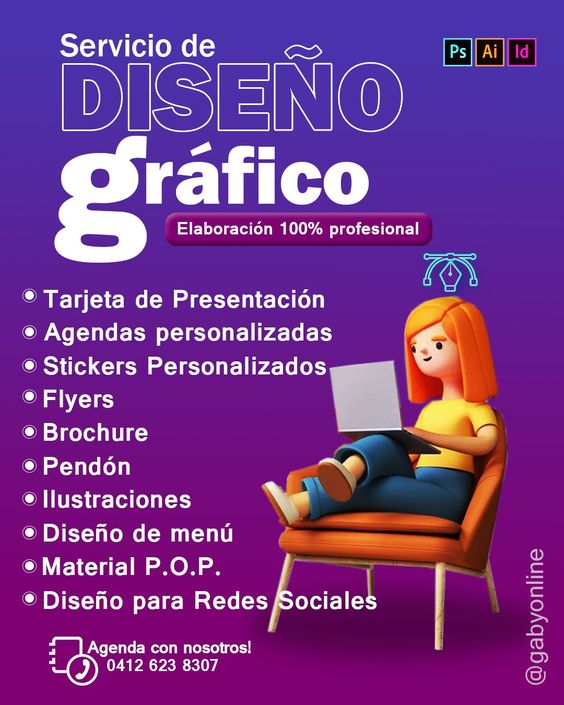 Servicio de
DISEÑO
gráfico
Ps Ai Id
Elaboración 100% profesional
Tarjeta de Presentación
Agendas personalizadas
Stickers Personalizados
Flyers
Brochure
Pendón
Ilustraciones
Diseño de menú
Material P.O.P.
Diseño para Redes Sociales
Agenda con nosotros!
0412 623 8307
@gabyonline